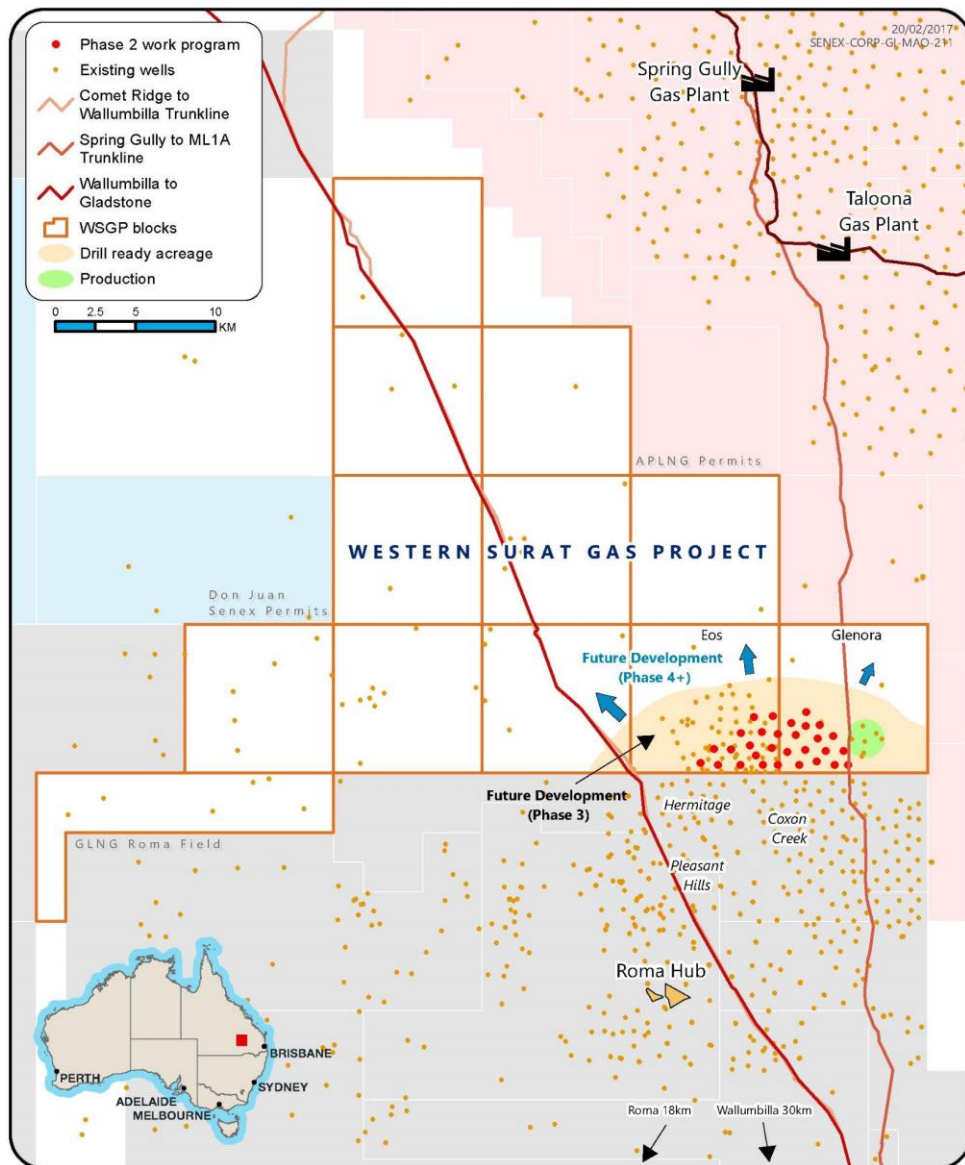 Phase 2 work program
Existing wells
Comet Ridge to
Wallumbilla Trunkline
Spring Gully to ML1A
Trunkline
Wallumbilla to
Gladstone
WSGP blocks
Drill ready acreage
Production
0 2.5 5 10
KM
20/02/2017
SENEX-CORP-GI-MAO-211
Spring Gully
Gas Plant
Taloona
Gas Plant
APLNG Permits
WESTERN SURAT GAS PROJECT
Don Juan
Senex Permits
Eos
Glenora
Future Development
(Phase 4+)
Future Development
(Phase 3)
Hermitage
Coxon
Creek
GLNG Roma Field
Pleasant
Hills
Roma Hub
BRISBANE
PERTH
SYDNEY
ADELAIDE
MELBOURNE
Roma 18km
Wallumbilla 30km